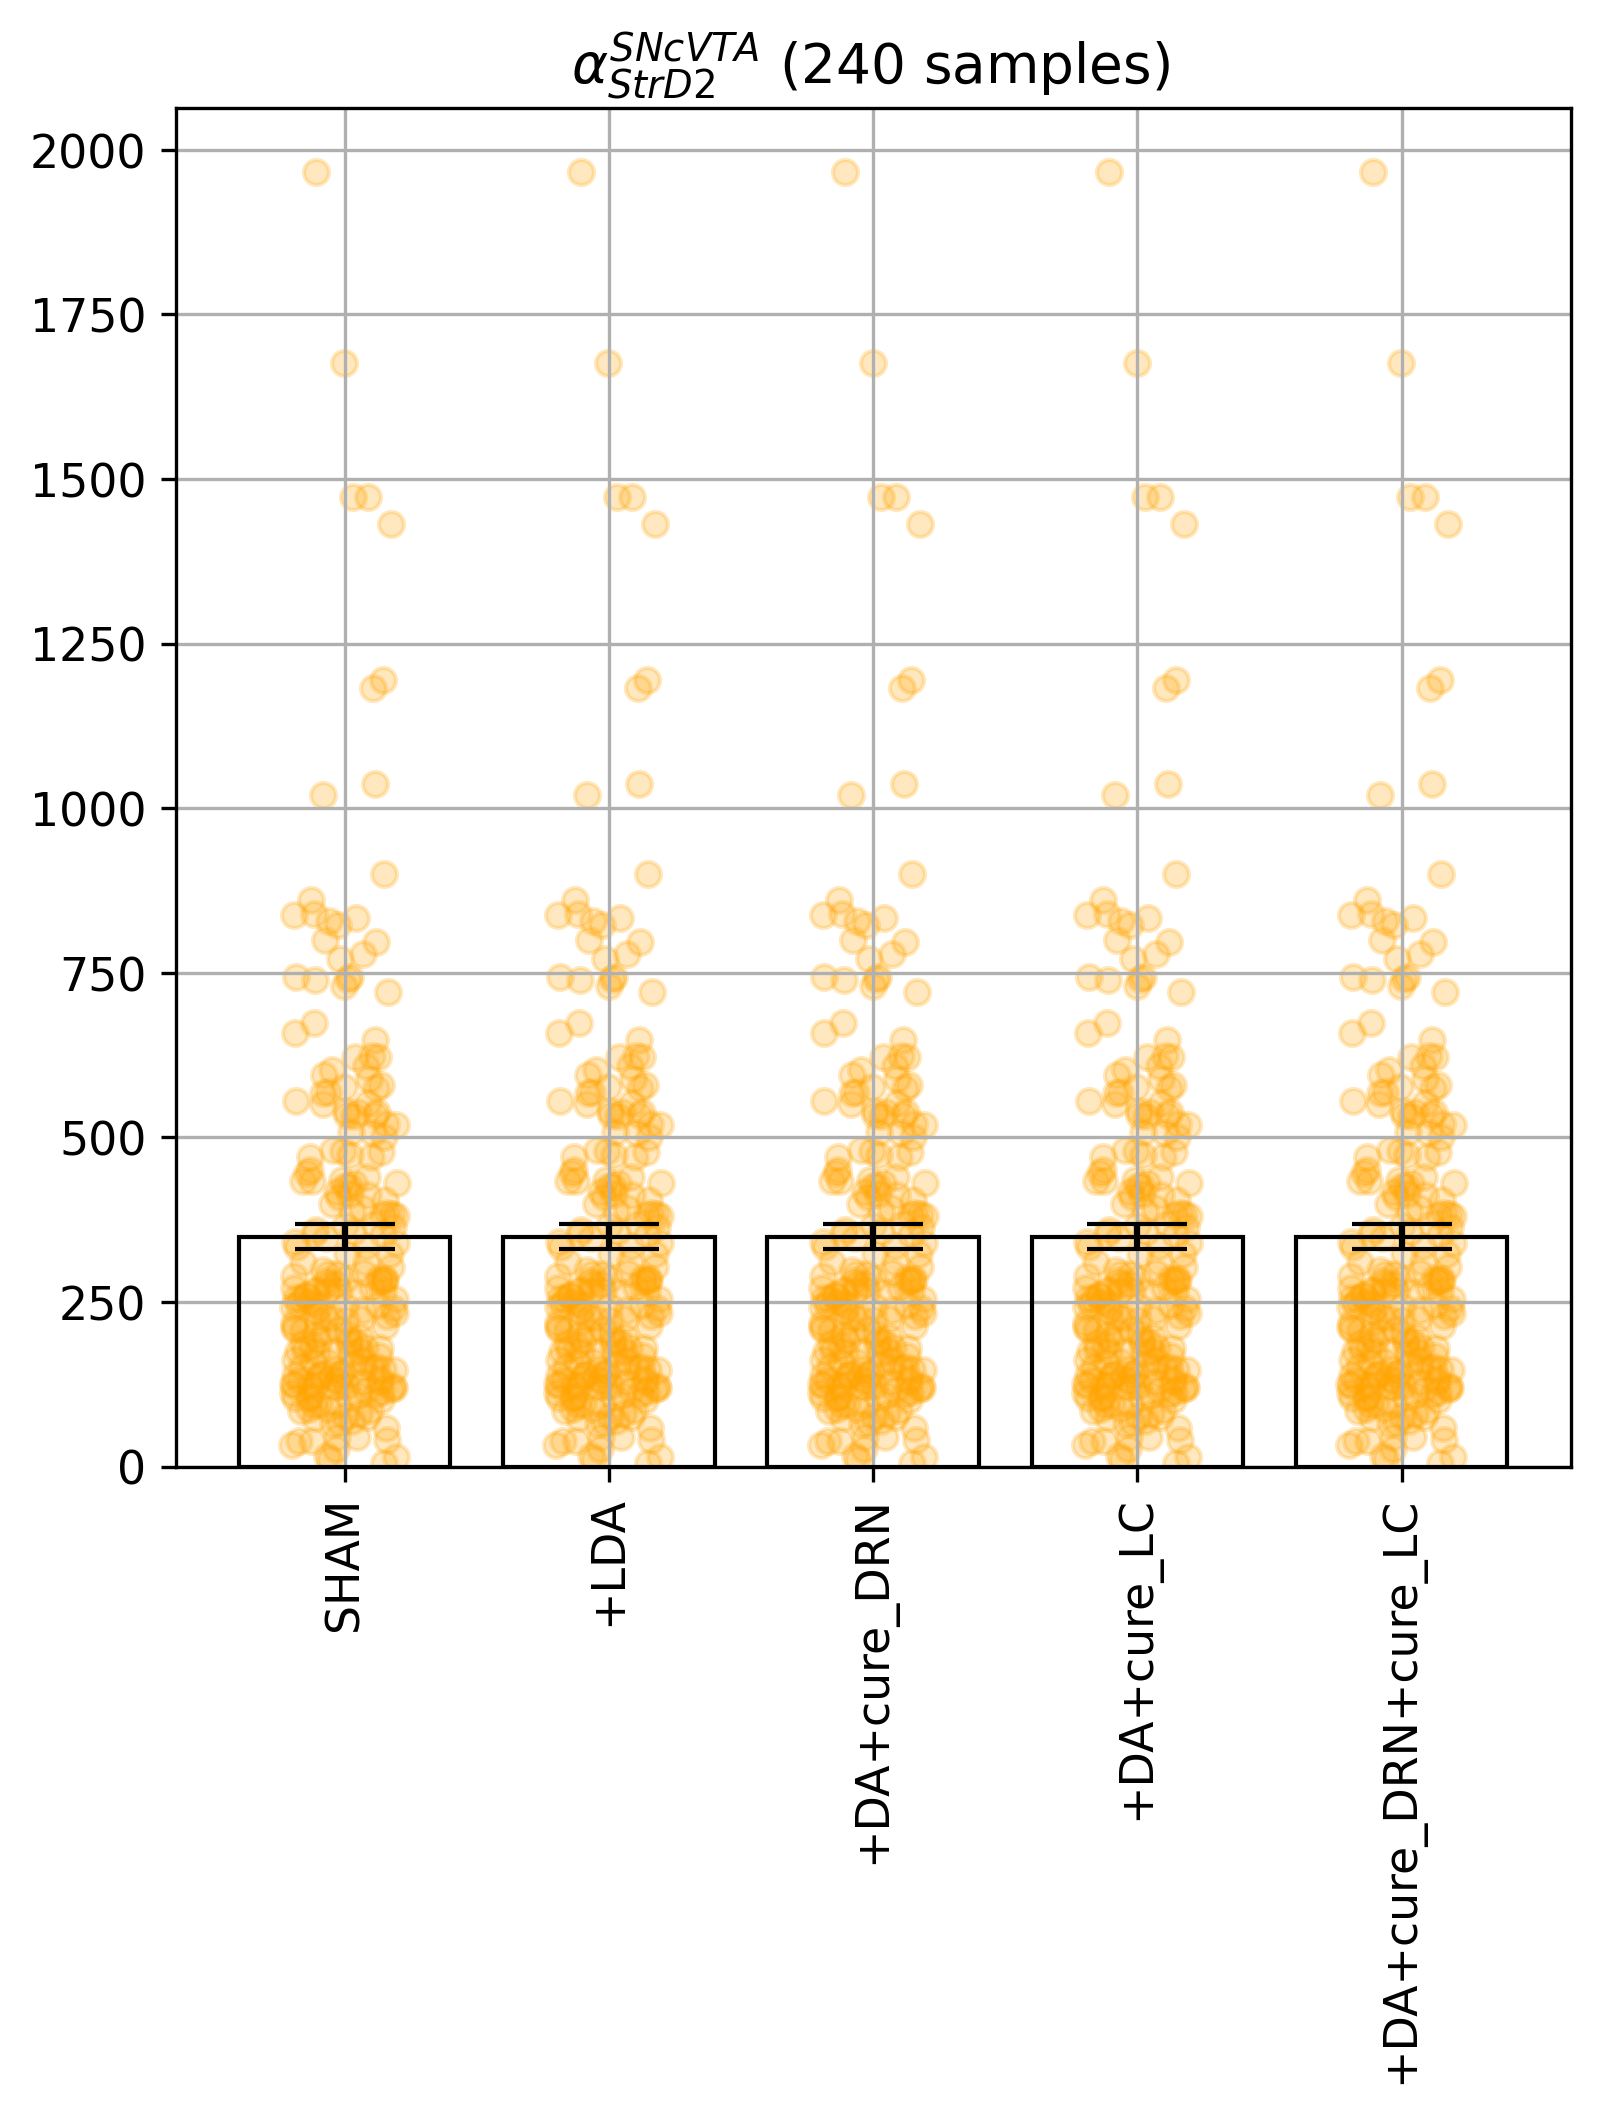 α^{SNcVTA}_{StrD2} (240 samples)
2000
1750
1500
1250
1000
750
500
250
0
SHAM
+LDA
+DA+cure_DRN
+DA+cure_LC
+DA+cure_DRN+cure_LC